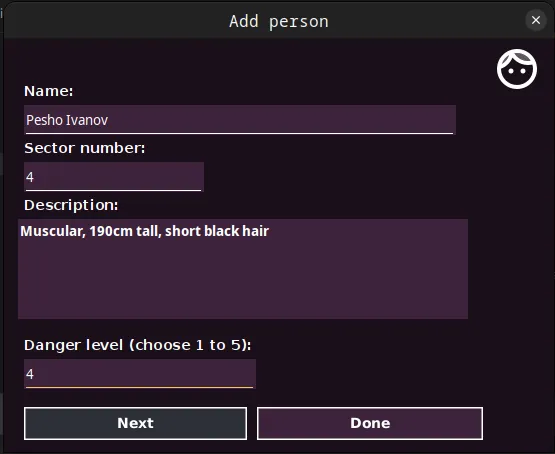 Add person
Name:
Pesho Ivanov
Sector number:
4
Description:
Muscular, 190cm tall, short black hair
Danger level (choose 1 to 5):
4
Next
Done